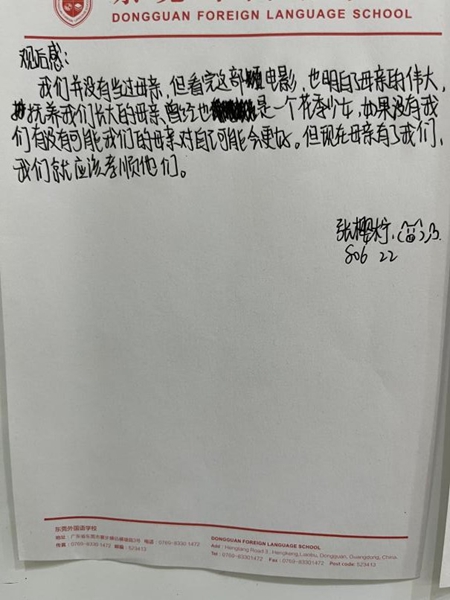 DONGGUAN FOREIGN LANGUAGE SCHOOL
观后感:
我们并没有当过母亲,但看完这部电影,也明白了母亲的伟大,
抚养我们长大的母亲,曾经也是一个花季少女,如果没有我
们有没有可能我们的母亲对自己可能会更好。但现在母亲有了我们,
我们就应该孝顺他们。
张樱柠
806 22
东莞外国语学校
DONGGUAN FOREIGN LANGUAGE SCHOOL